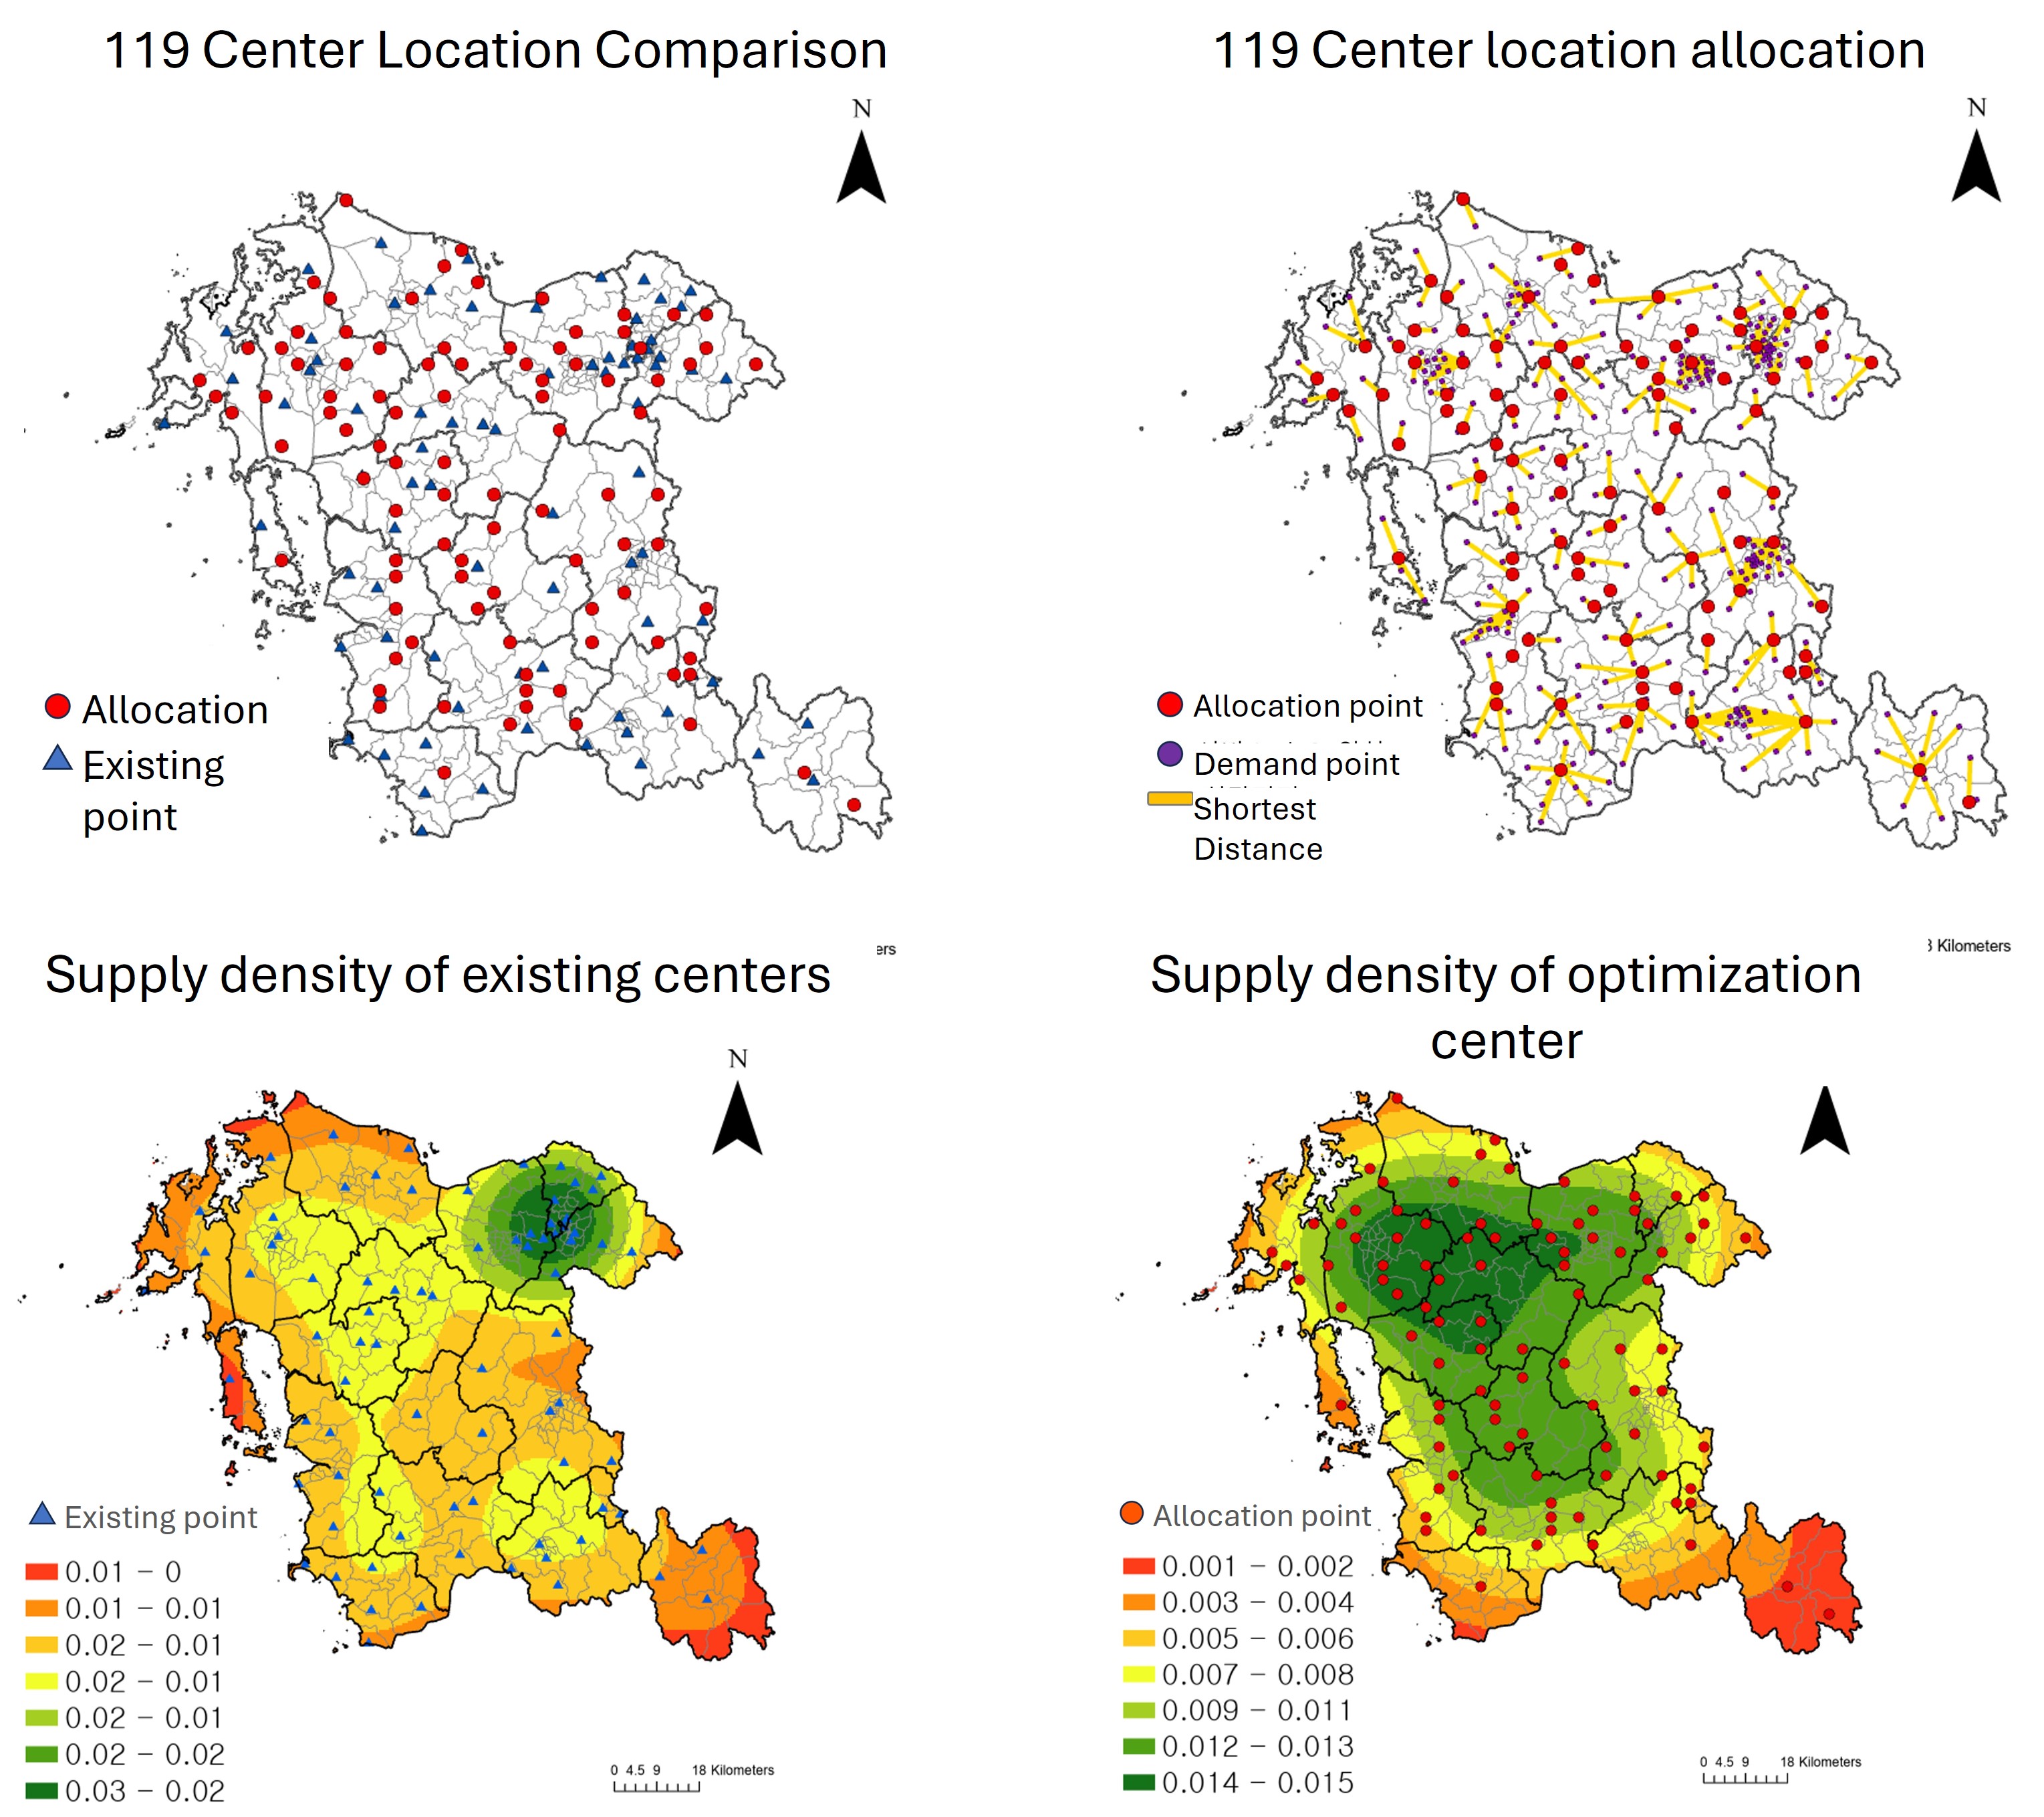 119 Center Location Comparison
N
Allocation
Existing
point
ers
119 Center location allocation
N
Allocation point
Demand point
Shortest
Distance
Kilometers
Supply density of existing centers
N
Existing point
0.01 – 0
0.01 – 0.01
0.02 – 0.01
0.02 – 0.01
0.02 – 0.01
0.02 – 0.02
0.03 – 0.02
0 4.5 9 18 Kilometers
Supply density of optimization
center
Allocation point
0.001 – 0.002
0.003 – 0.004
0.005 – 0.006
0.007 – 0.008
0.009 – 0.011
0.012 – 0.013
0.014 – 0.015
0 4.5 9 18 Kilometers